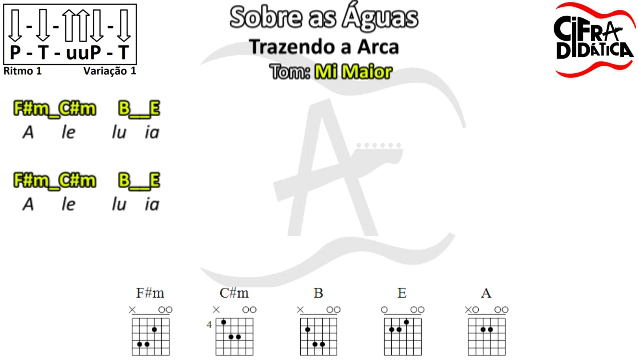 Sobre as Águas
Trazendo a Arca
Tom: Mi Maior
P - T - uuP - T
Ritmo 1 Variação 1
CIFRA DIDÁTICA
F#m_C#m B__E
A le lu ia
F#m_C#m B__E
A le lu ia
F#m C#m B E A
4